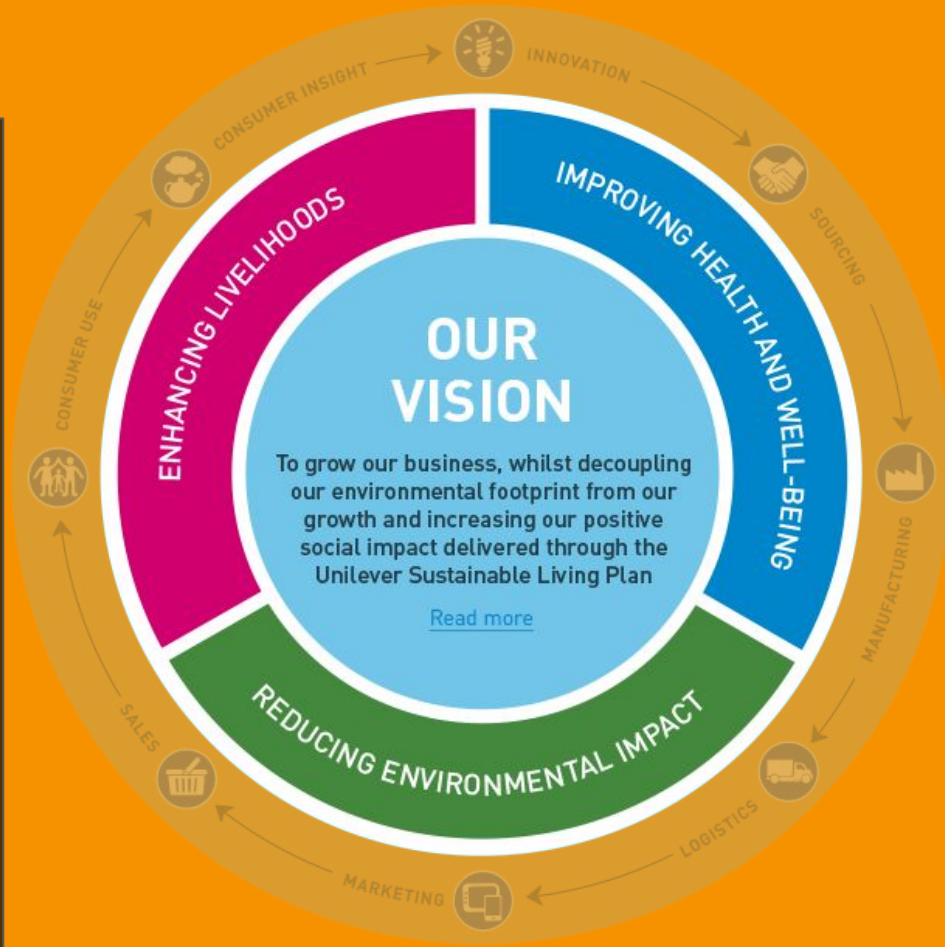 OUR
VISION
To grow our business, whilst decoupling
our environmental footprint from our
growth and increasing our positive
social impact delivered through the
Unilever Sustainable Living Plan
Read more
ENHANCING LIVELIHOODS
IMPROVING HEALTH AND WELL-BEING
REDUCING ENVIRONMENTAL IMPACT
INNOVATION
SOURCING
MANUFACTURING
LOGISTICS
MARKETING
SALES
CONSUMER USE
CONSUMER INSIGHT